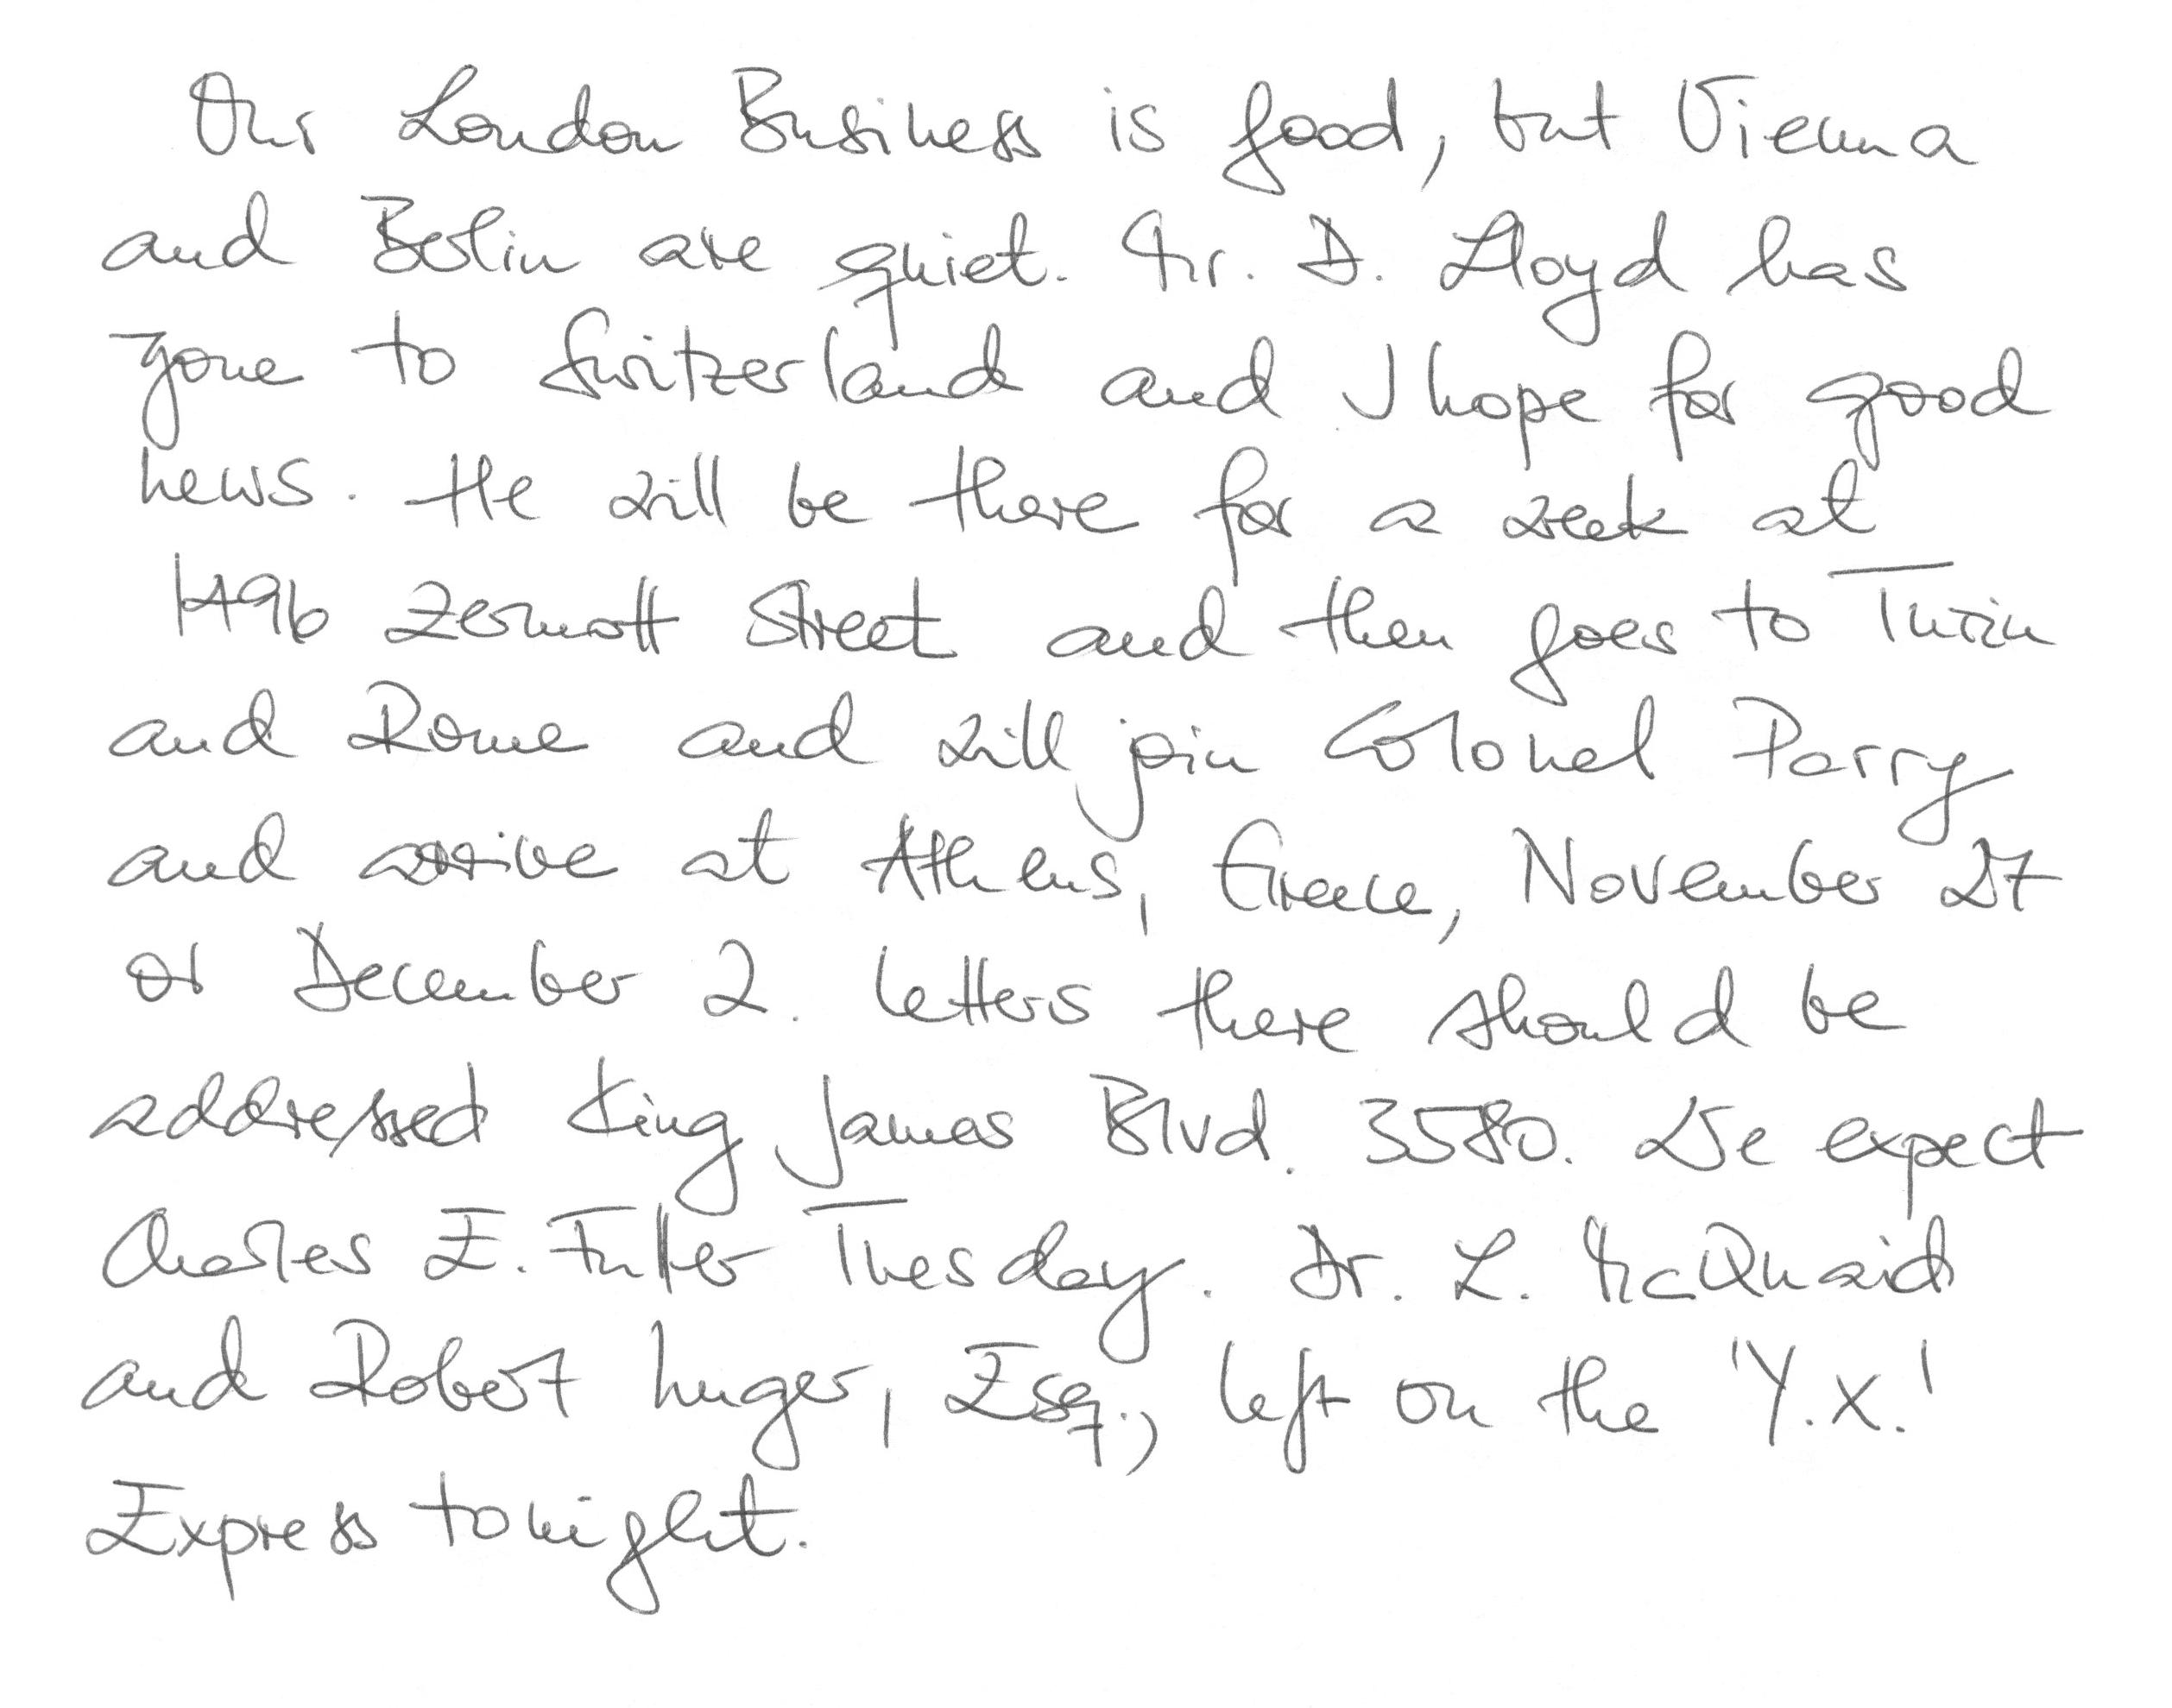 Our London Business is good, but Vienna
and Berlin are quiet. Mr. D. Lloyd has
gone to Switzerland and I hope for good
news. He will be there for a week at
1496 Zermott Street and then goes to Turin
and Rome and will join Colonel Parry
and arrive at Athens, Greece, November 27
or December 2. Letters there should be
addressed King James Blvd. 3580. We expect
Charles E. Fuller Tuesday. Dr. L. McQuaid
and Robert Unger, Esq., left on the 'Y.X.'
Express tonight.